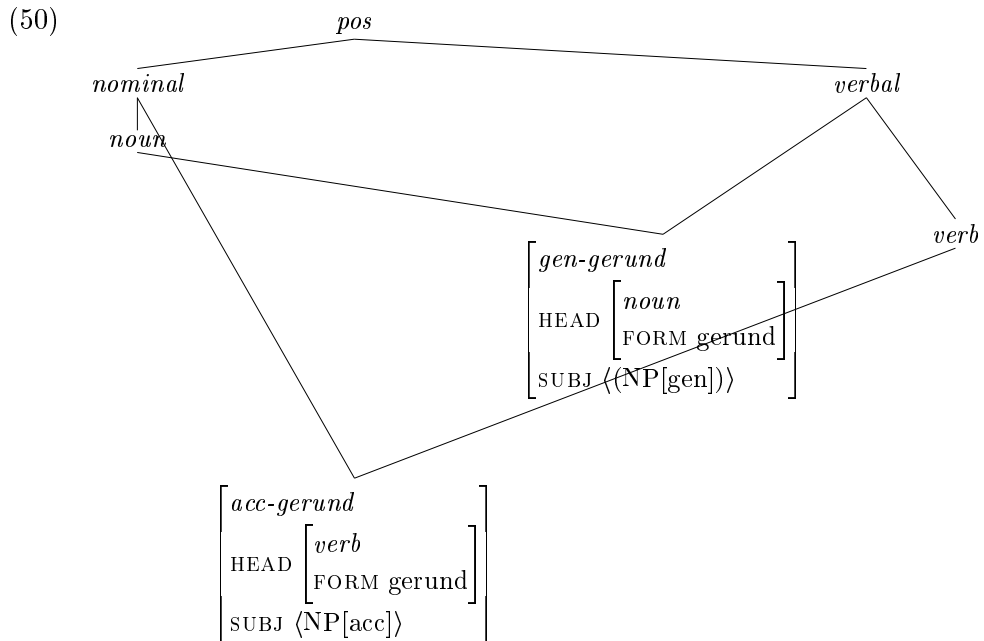 (50)
pos
nominal
verbal
noun
verb
gen-gerund
HEAD [noun
FORM gerund]
SUBJ ⟨(NP[gen])⟩
acc-gerund
HEAD [verb
FORM gerund]
SUBJ ⟨NP[acc]⟩